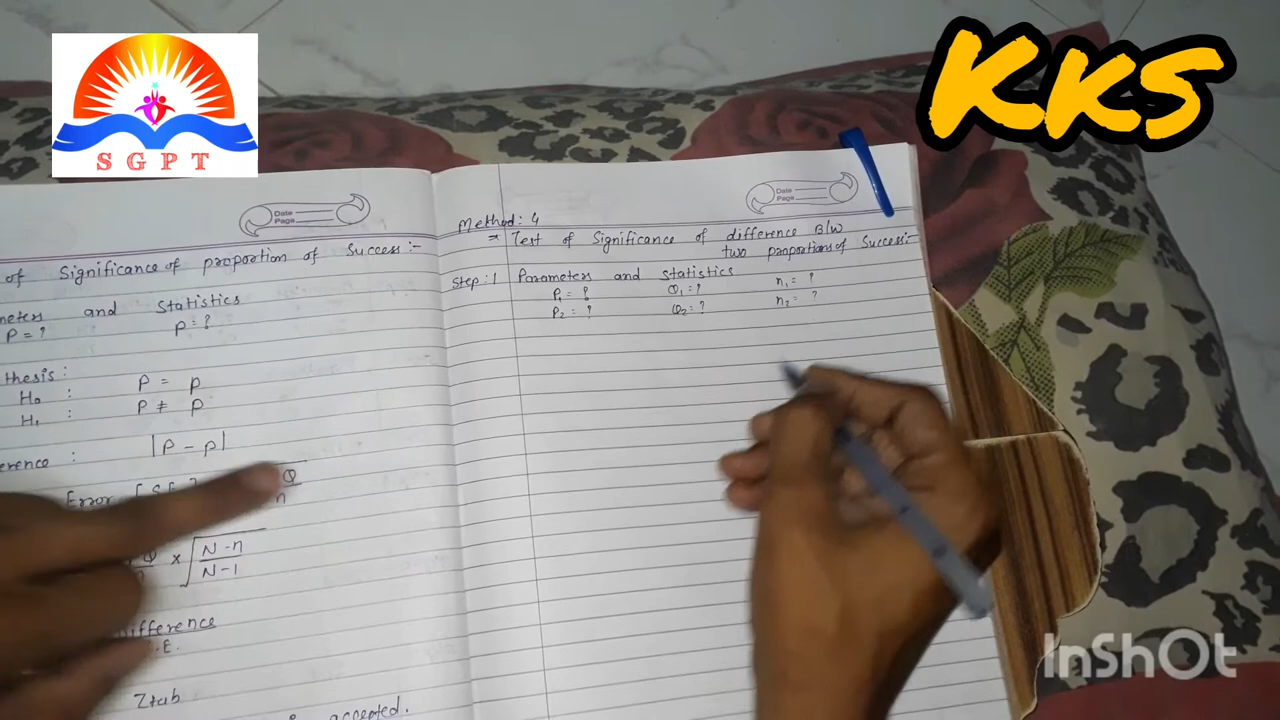 SGPT
KKS
Date
Page
of Significance of proportion of Success:-
meters and Statistics
P = ? p = ?
thesis:
H₀ : P = p
H₁ : P ≠ p
erence : |P - p|
Error [S.E]
Q
n
Q × √ N-n
n N-1
ifference
.E.
Ztab
accepted.
Date
Page
Method: 4
⇒ Test of Significance of difference B/W
two proportions of Success:-
Step: 1 Parameters and Statistics
P₁ = ? Q₁ = ? n₁ = ?
P₂ = ? Q₂ = ? n₂ = ?
InShOt